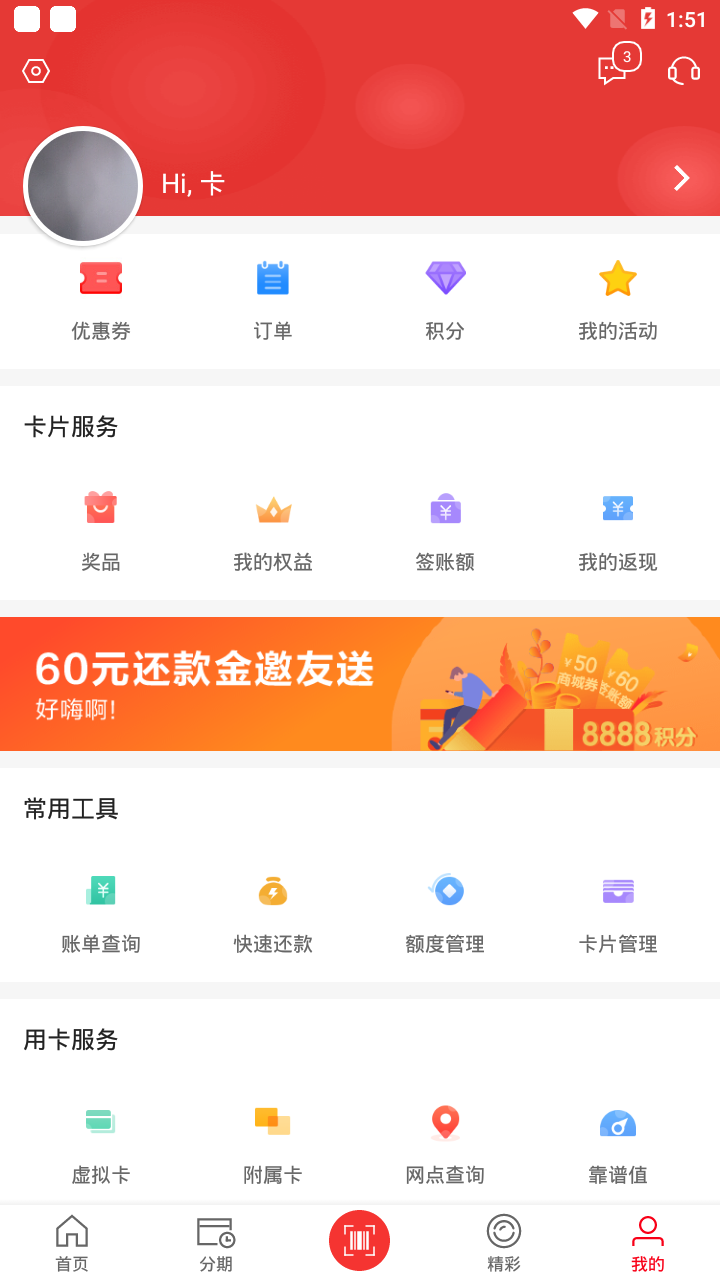 1:51
3
Hi, 卡
优惠券 订单 积分 我的活动
卡片服务
奖品 我的权益 签账额 我的返现
60元还款金邀友送
好嗨啊!
¥50
商城券
¥60
签账额
8888积分
常用工具
账单查询 快速还款 额度管理 卡片管理
用卡服务
虚拟卡 附属卡 网点查询 靠谱值
首页 分期 精彩 我的